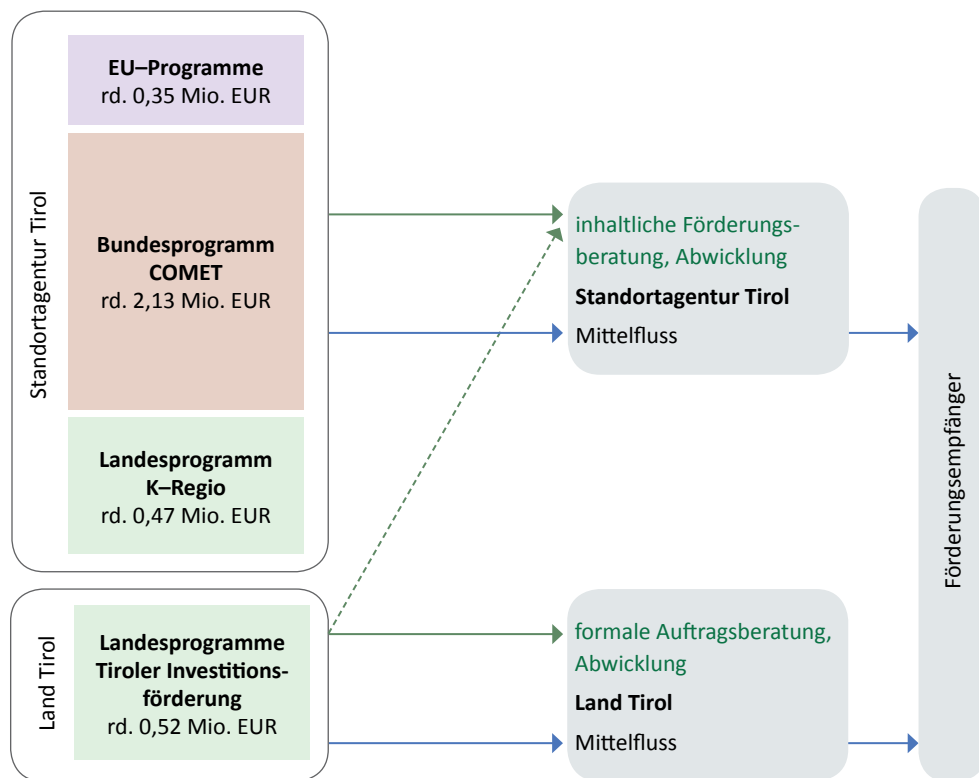 Standortagentur Tirol
EU–Programme
rd. 0,35 Mio. EUR
Bundesprogramm
COMET
rd. 2,13 Mio. EUR
Landesprogramm
K–Regio
rd. 0,47 Mio. EUR
inhaltliche Förderungs-
beratung, Abwicklung
Standortagentur Tirol
Mittelfluss
Land Tirol
Landesprogramme
Tiroler Investitions-
förderung
rd. 0,52 Mio. EUR
formale Auftragsberatung,
Abwicklung
Land Tirol
Mittelfluss
Förderungsempfänger